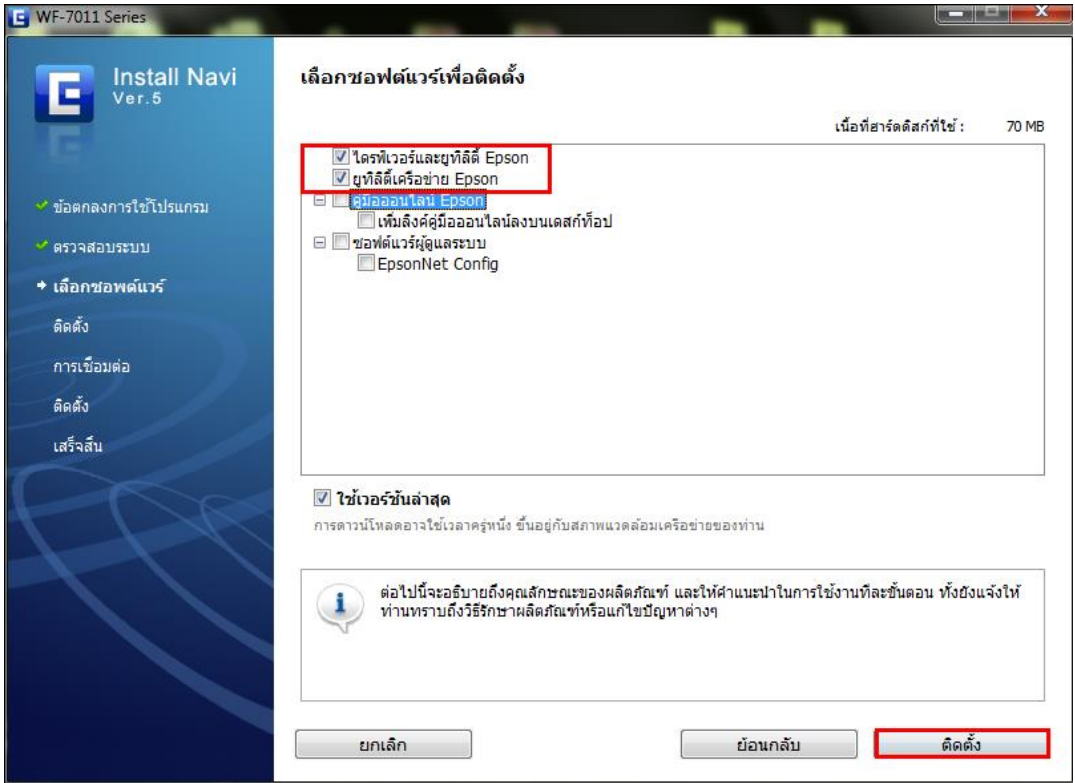 WF-7011 Series
Install Navi
Ver.5
ข้อตกลงการใช้โปรแกรม
ตรวจสอบระบบ
เลือกซอฟต์แวร์
ติดตั้ง
การเชื่อมต่อ
ติดตั้ง
เสร็จสิ้น
เลือกซอฟต์แวร์เพื่อติดตั้ง
เนื้อที่ฮาร์ดดิสก์ที่ใช้ : 70 MB
ไดรฟ์เวอร์และยูทิลิตี้ Epson
ยูทิลิตี้เครือข่าย Epson
คู่มือออนไลน์ Epson
เพิ่มลิงค์คู่มือออนไลน์ลงบนเดสก์ท็อป
ซอฟต์แวร์ผู้ดูแลระบบ
EpsonNet Config
ใช้เวอร์ชันล่าสุด
การดาวน์โหลดอาจใช้เวลาครู่หนึ่ง ขึ้นอยู่กับสภาพแวดล้อมเครือข่ายของท่าน
ต่อไปนี้จะอธิบายถึงคุณลักษณะของผลิตภัณฑ์ และให้คำแนะนำในการใช้งานทีละขั้นตอน ทั้งยังแจ้งให้
ท่านทราบถึงวิธีรักษาผลิตภัณฑ์หรือแก้ไขปัญหาต่างๆ
ยกเลิก
ย้อนกลับ
ติดตั้ง